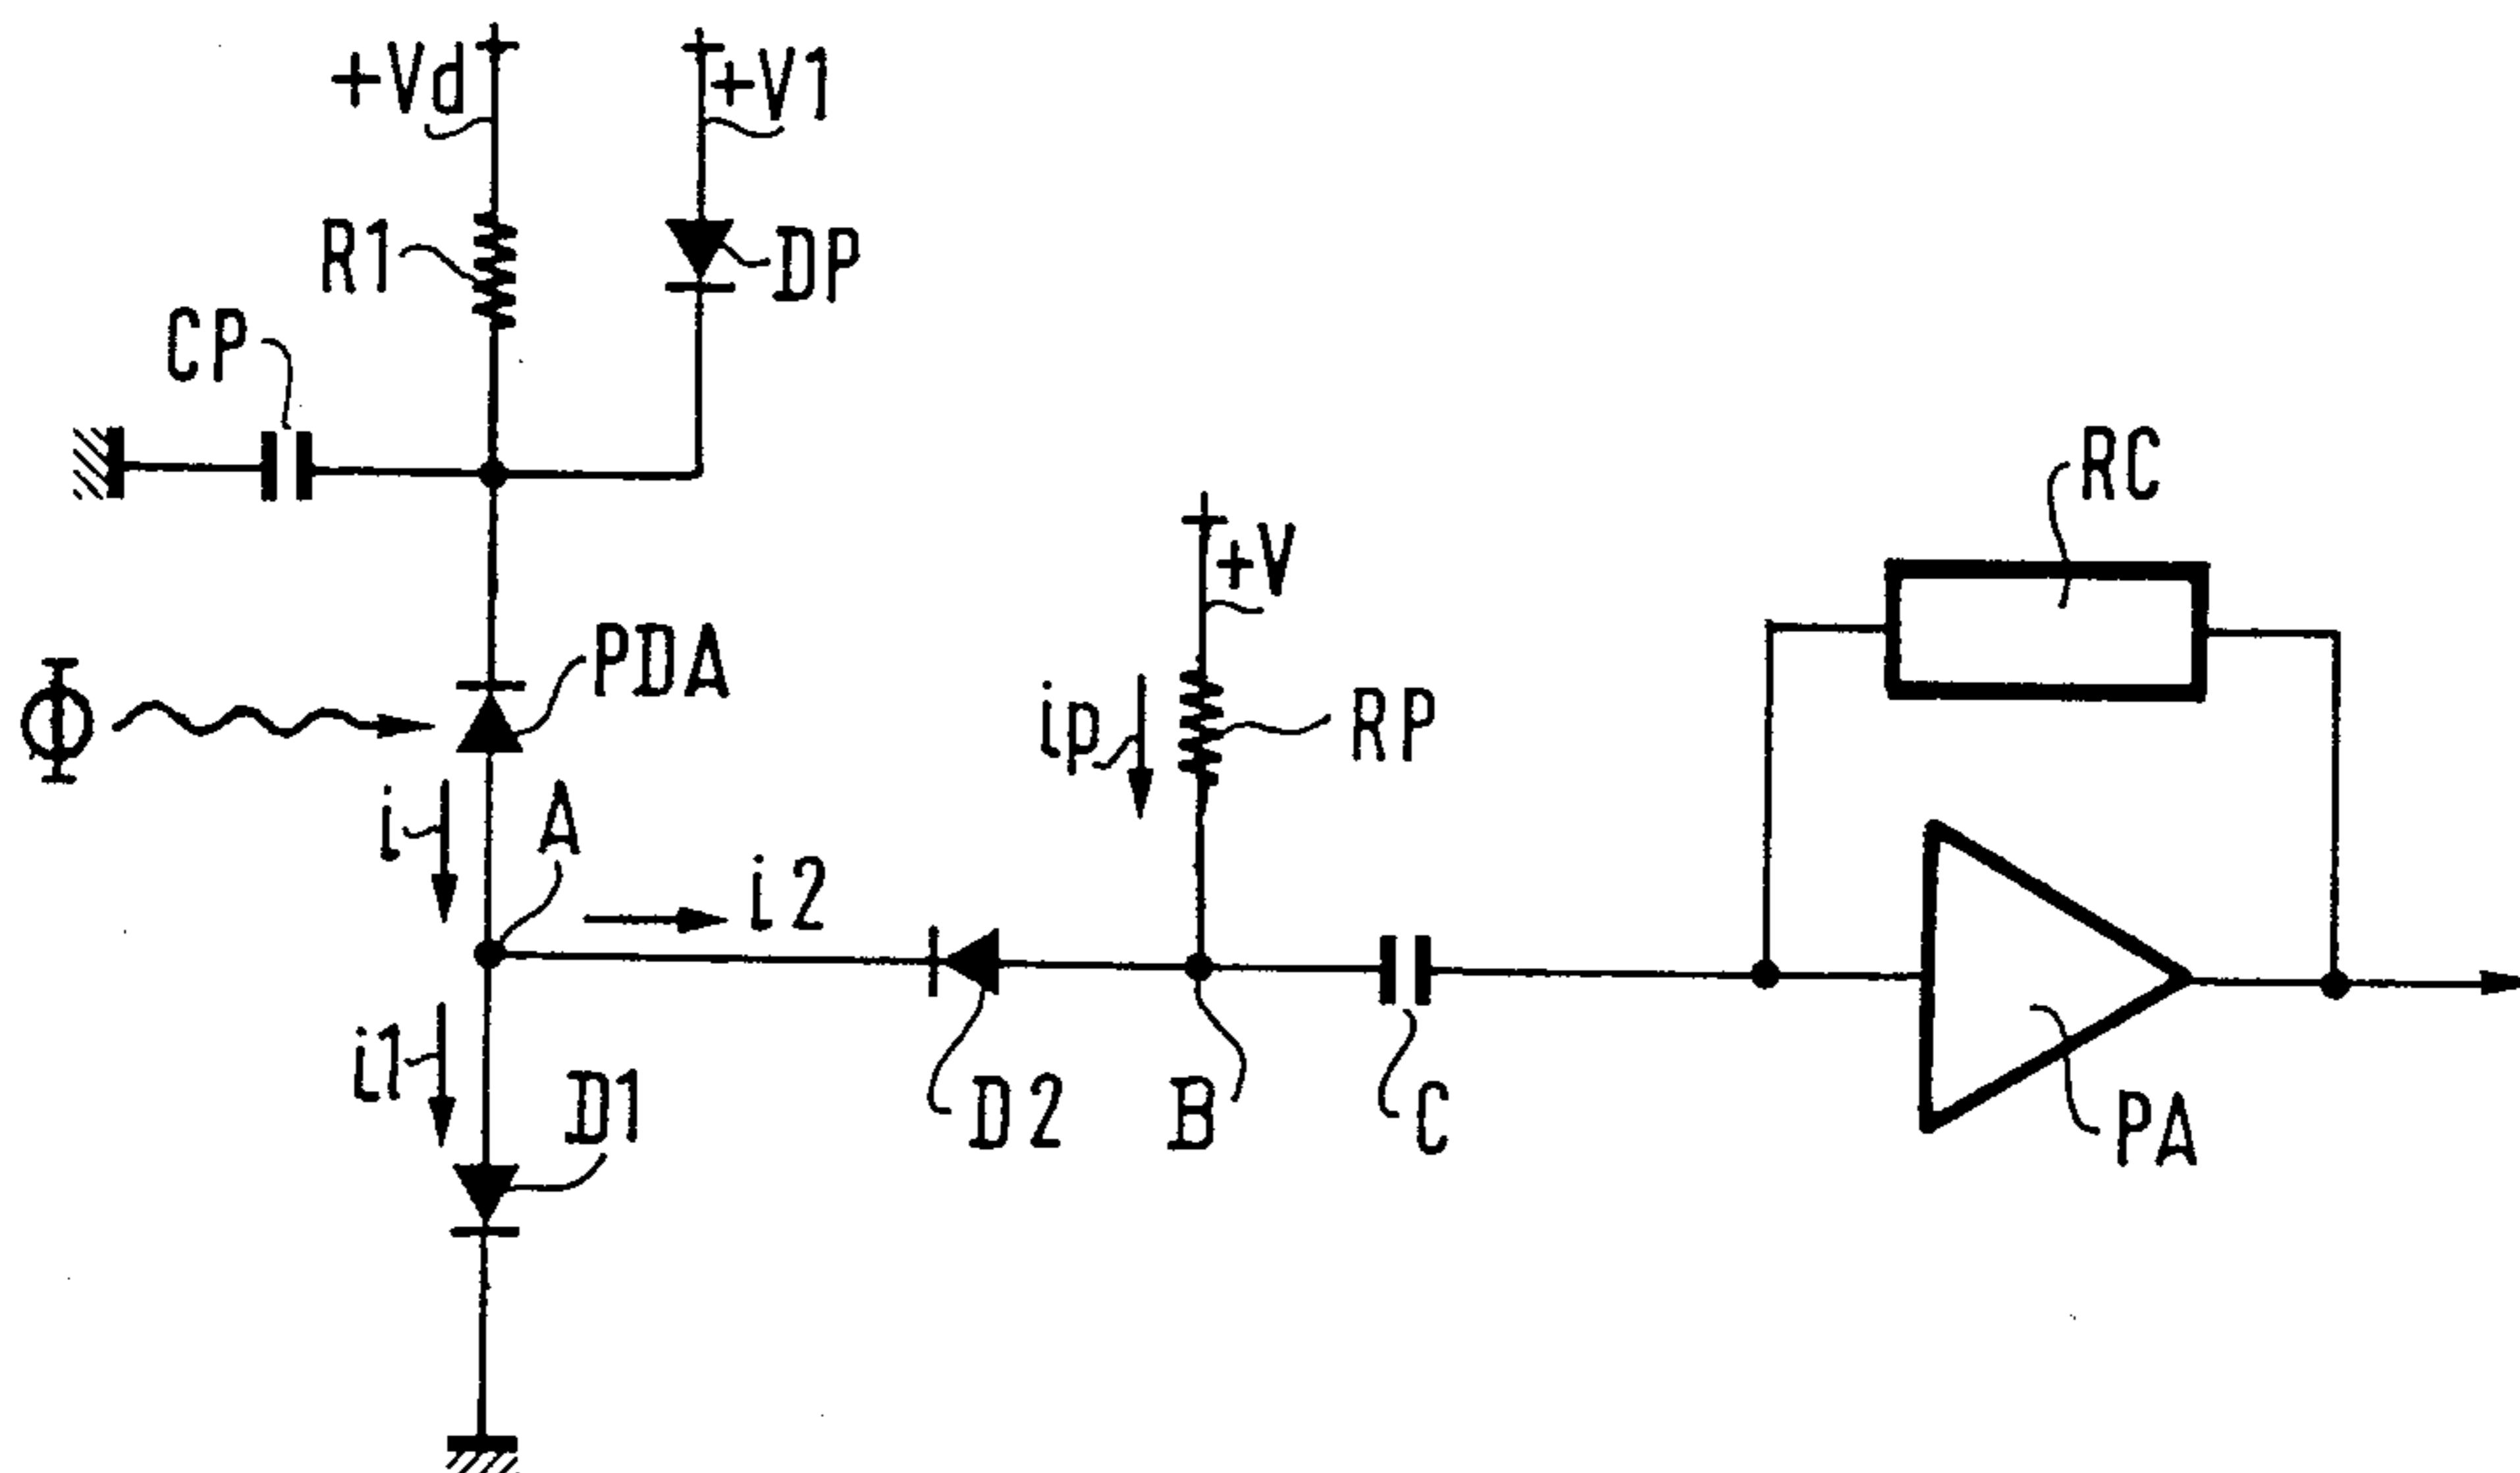 +Vd
+V1
R1
DP
CP
RC
+V
PDA
Φ
ip
RP
i
A
i2
i1
D1
D2
B
C
PA